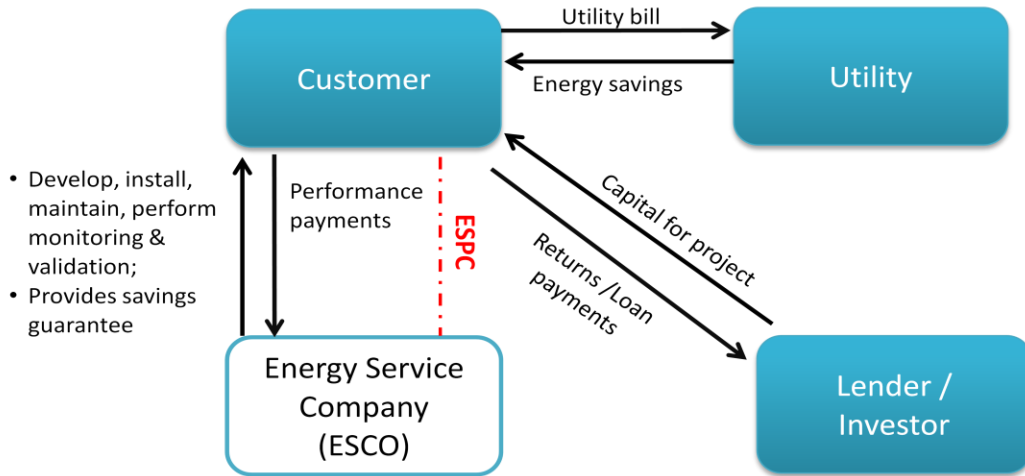 Utility bill
Customer
Utility
Energy savings
• Develop, install,
maintain, perform
monitoring &
validation;
• Provides savings
guarantee
Performance
payments
ESPC
Capital for project
Returns /Loan
payments
Energy Service
Company
(ESCO)
Lender /
Investor